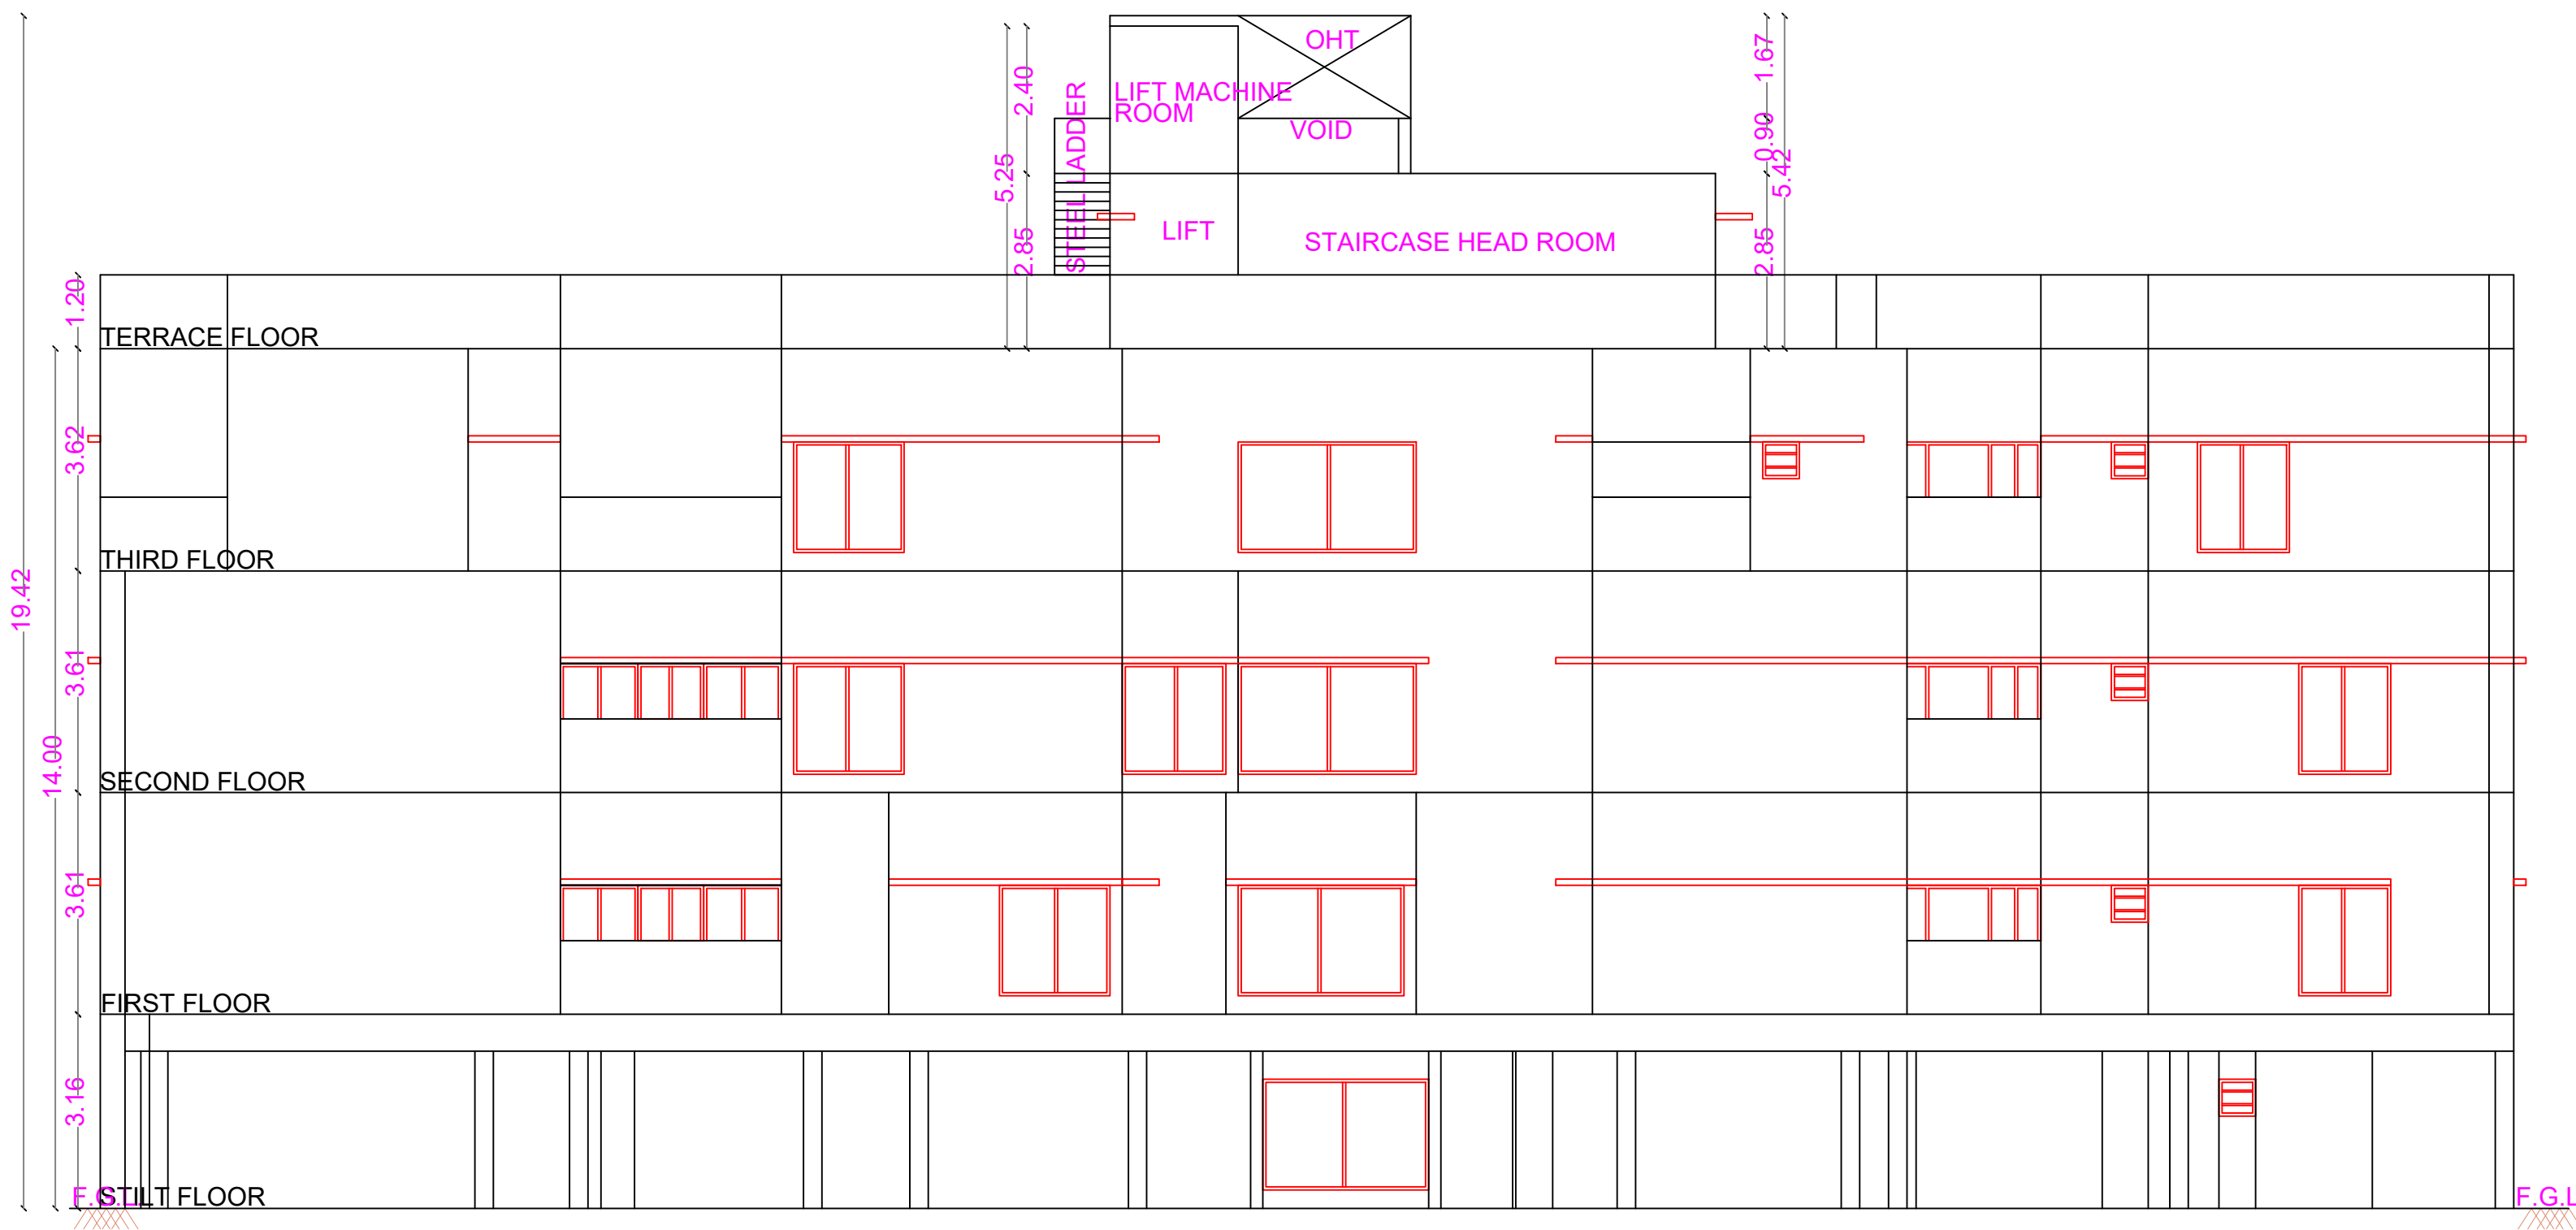 OHT
1.67
LIFT MACHINE
ROOM
2.40
STEEL LADDER
VOID
0.90
5.42
5.25
LIFT
STAIRCASE HEAD ROOM
2.85
2.85
1.20
TERRACE FLOOR
3.62
THIRD FLOOR
19.42
3.61
14.00
SECOND FLOOR
3.61
FIRST FLOOR
3.16
F.G.L
STILT FLOOR
F.G.L